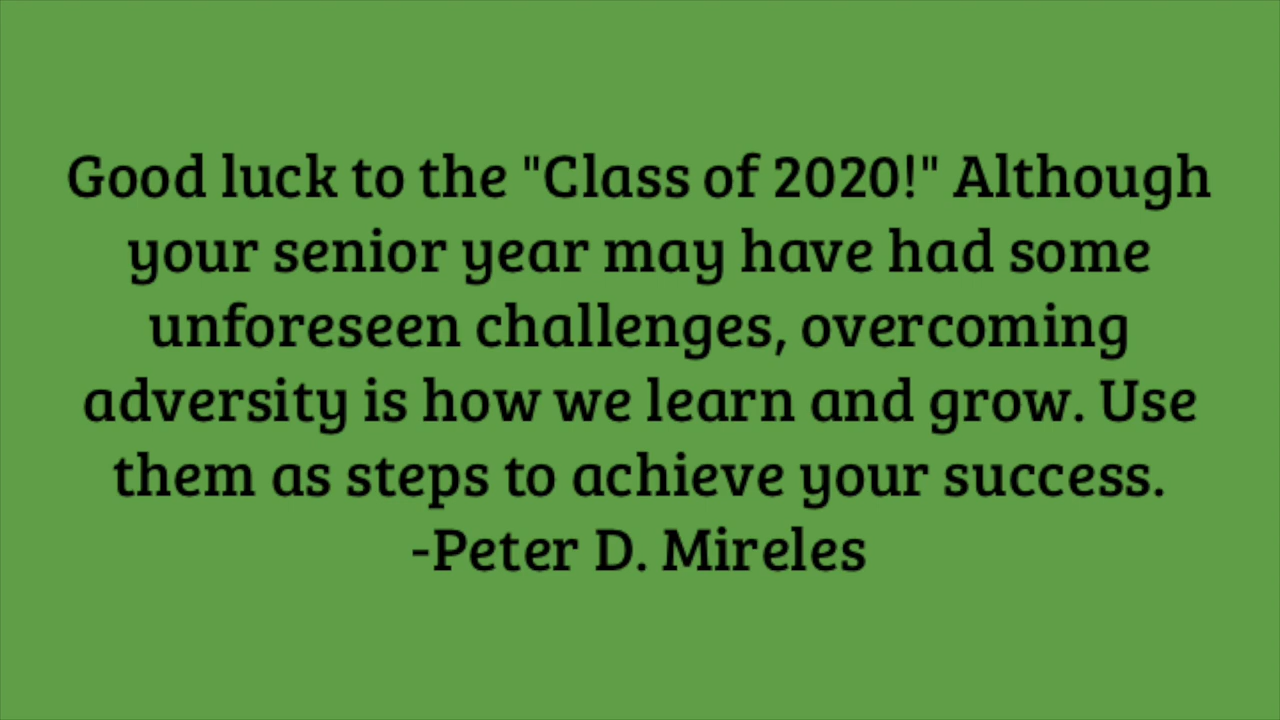 Good luck to the "Class of 2020!" Although
your senior year may have had some
unforeseen challenges, overcoming
adversity is how we learn and grow. Use
them as steps to achieve your success.
-Peter D. Mireles